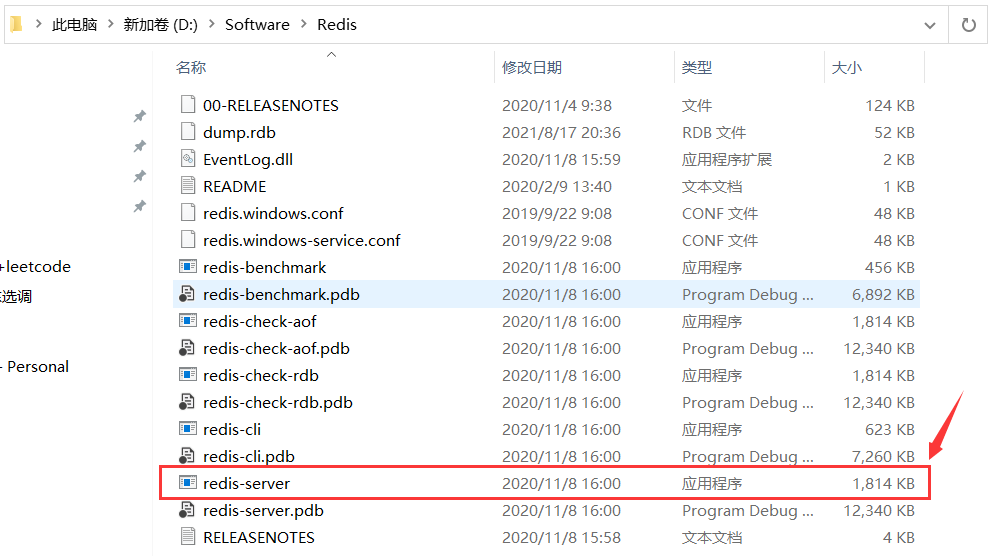 此电脑 > 新加卷 (D:) > Software > Redis
名称 修改日期 类型 大小
00-RELEASENOTES 2020/11/4 9:38 文件 124 KB
dump.rdb 2021/8/17 20:36 RDB 文件 52 KB
EventLog.dll 2020/11/8 15:59 应用程序扩展 2 KB
README 2020/2/9 13:40 文本文档 1 KB
redis.windows.conf 2019/9/22 9:08 CONF 文件 48 KB
redis.windows-service.conf 2019/9/22 9:08 CONF 文件 48 KB
+leetcode redis-benchmark 2020/11/8 16:00 应用程序 456 KB
选调 redis-benchmark.pdb 2020/11/8 16:00 Program Debug ... 6,892 KB
redis-check-aof 2020/11/8 16:00 应用程序 1,814 KB
redis-check-aof.pdb 2020/11/8 16:00 Program Debug ... 12,340 KB
- Personal redis-check-rdb 2020/11/8 16:00 应用程序 1,814 KB
redis-check-rdb.pdb 2020/11/8 16:00 Program Debug ... 12,340 KB
redis-cli 2020/11/8 16:00 应用程序 623 KB
redis-cli.pdb 2020/11/8 16:00 Program Debug ... 7,260 KB
redis-server 2020/11/8 16:00 应用程序 1,814 KB
redis-server.pdb 2020/11/8 16:00 Program Debug ... 12,340 KB
RELEASENOTES 2020/11/8 15:58 文本文档 4 KB